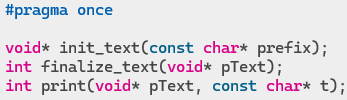 #pragma once
void* init_text(const char* prefix);
int finalize_text(void* pText);
int print(void* pText, const char* t);